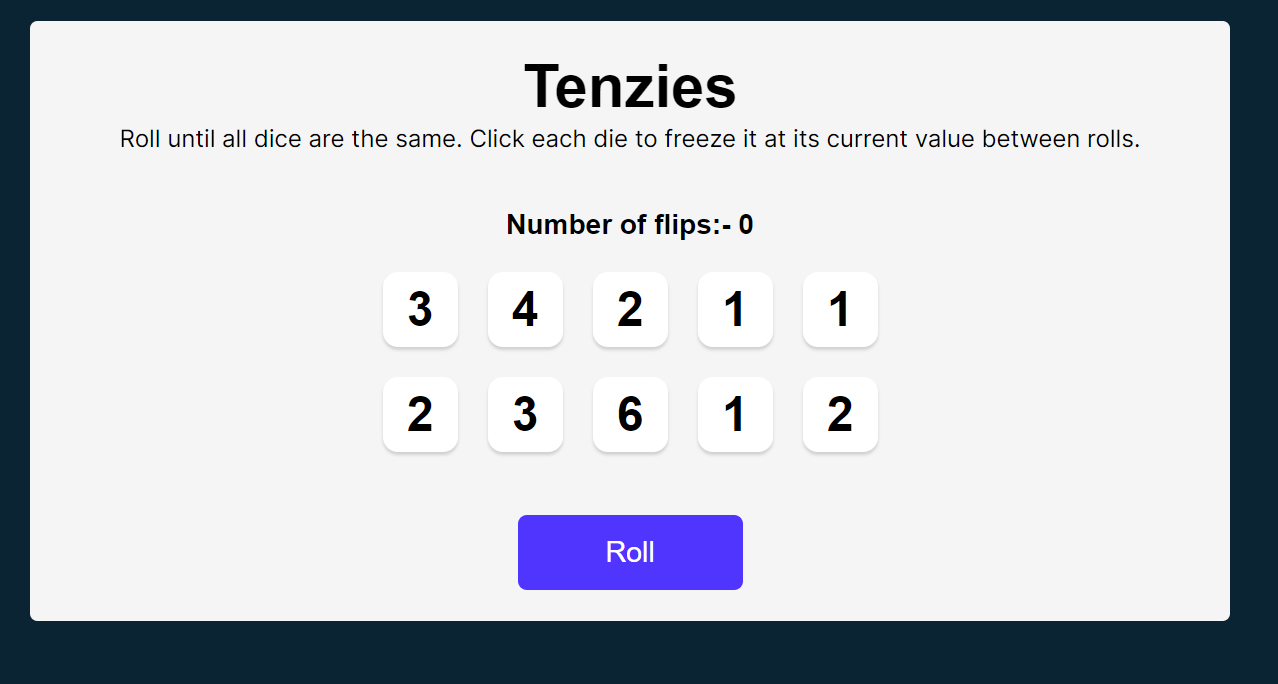 Tenzies
Roll until all dice are the same. Click each die to freeze it at its current value between rolls.
Number of flips:- 0
3 4 2 1 1
2 3 6 1 2
Roll